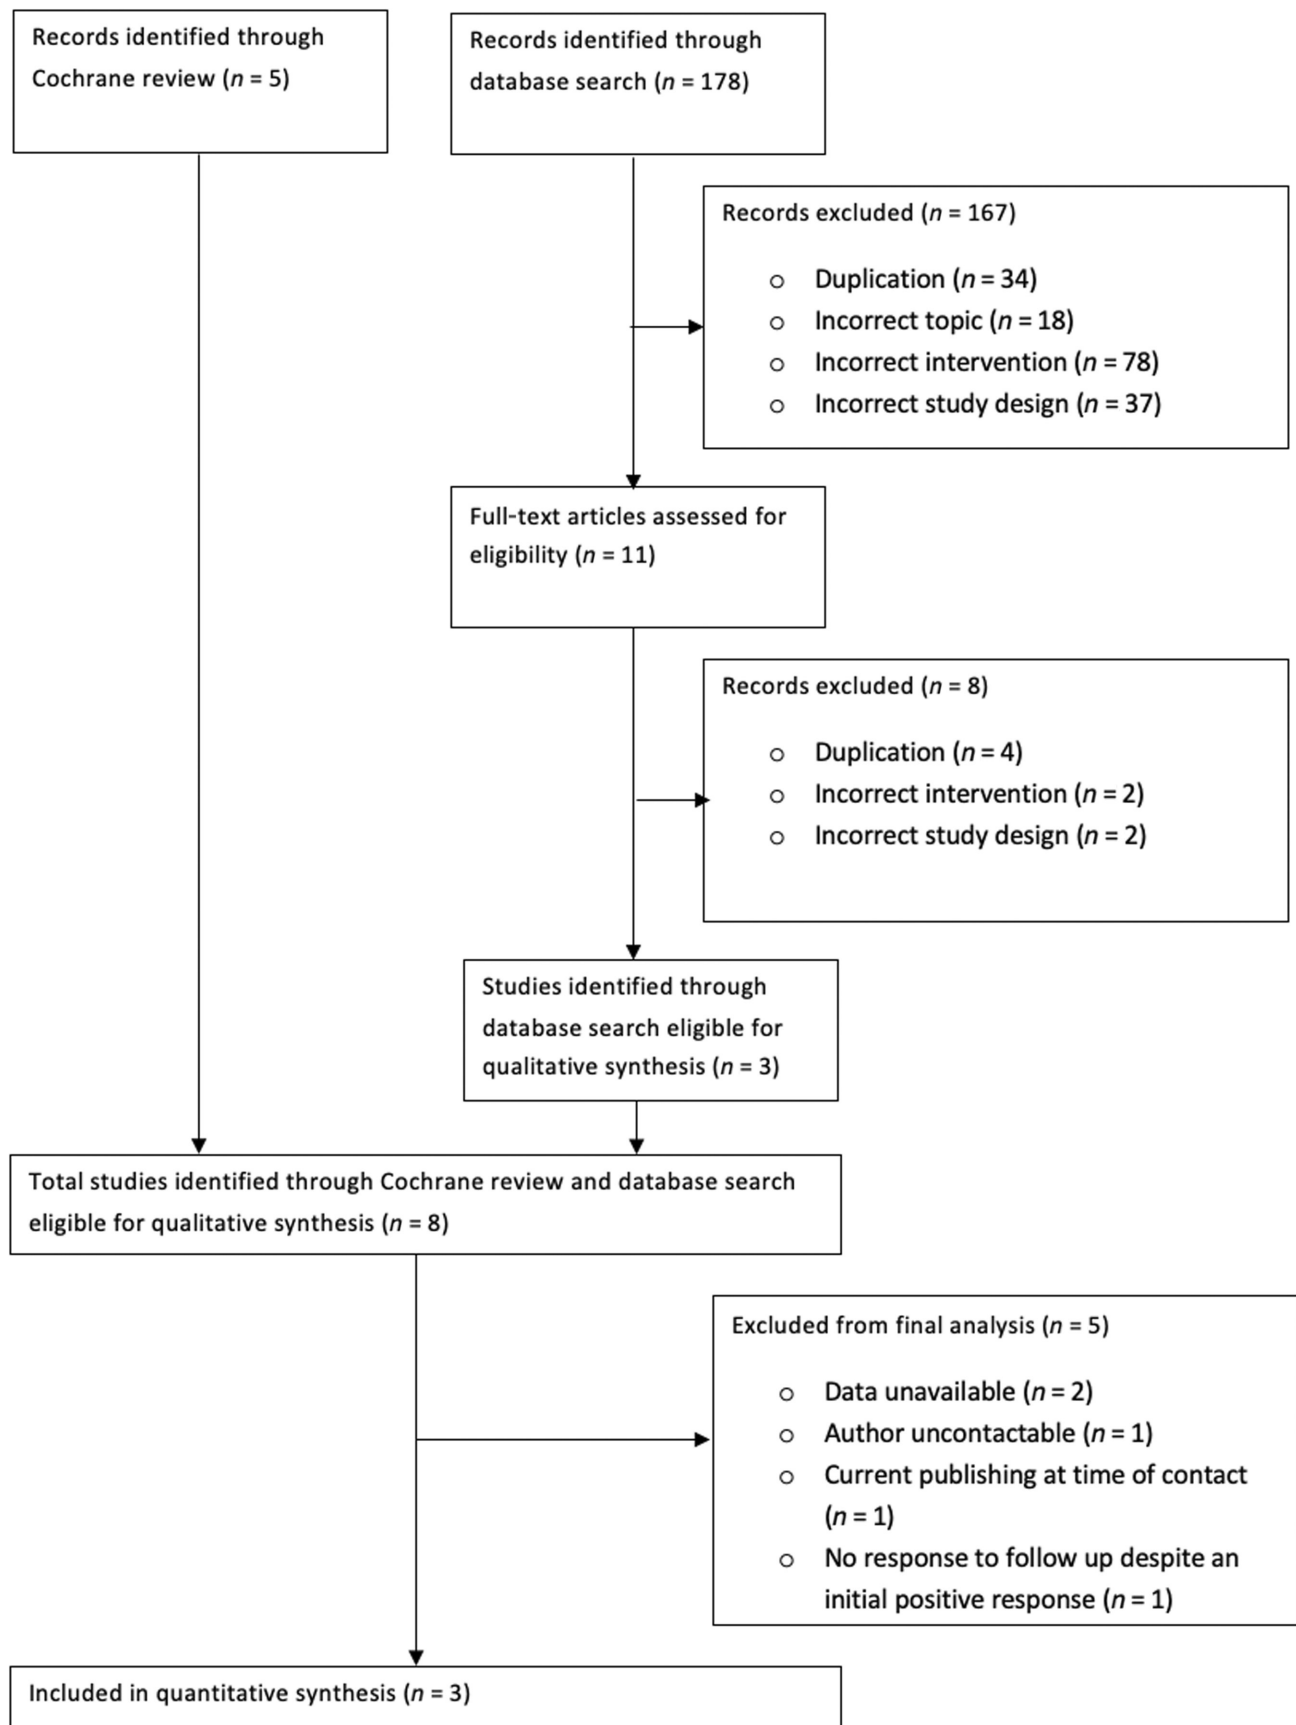 Records identified through
Cochrane review (n = 5)
Records identified through
database search (n = 178)
Records excluded (n = 167)
o Duplication (n = 34)
o Incorrect topic (n = 18)
o Incorrect intervention (n = 78)
o Incorrect study design (n = 37)
Full-text articles assessed for
eligibility (n = 11)
Records excluded (n = 8)
o Duplication (n = 4)
o Incorrect intervention (n = 2)
o Incorrect study design (n = 2)
Studies identified through
database search eligible for
qualitative synthesis (n = 3)
Total studies identified through Cochrane review and database search
eligible for qualitative synthesis (n = 8)
Excluded from final analysis (n = 5)
o Data unavailable (n = 2)
o Author uncontactable (n = 1)
o Current publishing at time of contact
(n = 1)
o No response to follow up despite an
initial positive response (n = 1)
Included in quantitative synthesis (n = 3)